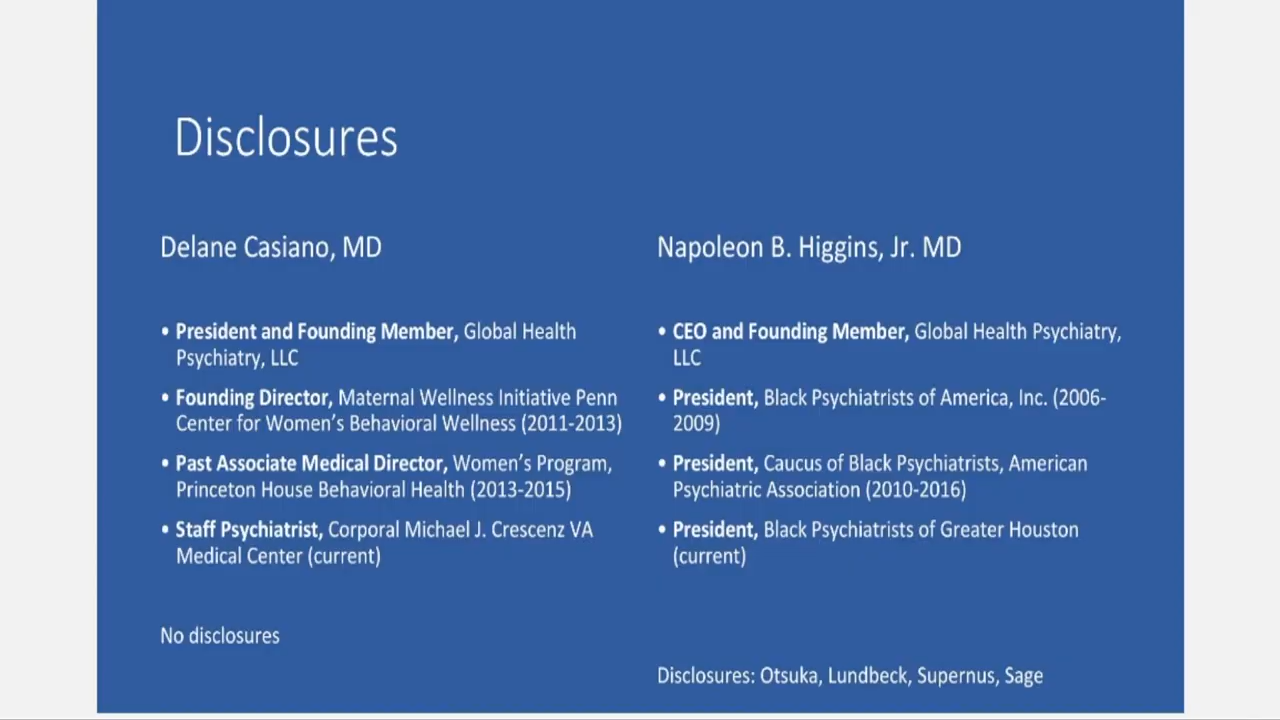 Disclosures
Delane Casiano, MD
• President and Founding Member, Global Health
Psychiatry, LLC
• Founding Director, Maternal Wellness Initiative Penn
Center for Women’s Behavioral Wellness (2011-2013)
• Past Associate Medical Director, Women’s Program,
Princeton House Behavioral Health (2013-2015)
• Staff Psychiatrist, Corporal Michael J. Crescenz VA
Medical Center (current)
No disclosures
Napoleon B. Higgins, Jr. MD
• CEO and Founding Member, Global Health Psychiatry,
LLC
• President, Black Psychiatrists of America, Inc. (2006-
2009)
• President, Caucus of Black Psychiatrists, American
Psychiatric Association (2010-2016)
• President, Black Psychiatrists of Greater Houston
(current)
Disclosures: Otsuka, Lundbeck, Supernus, Sage